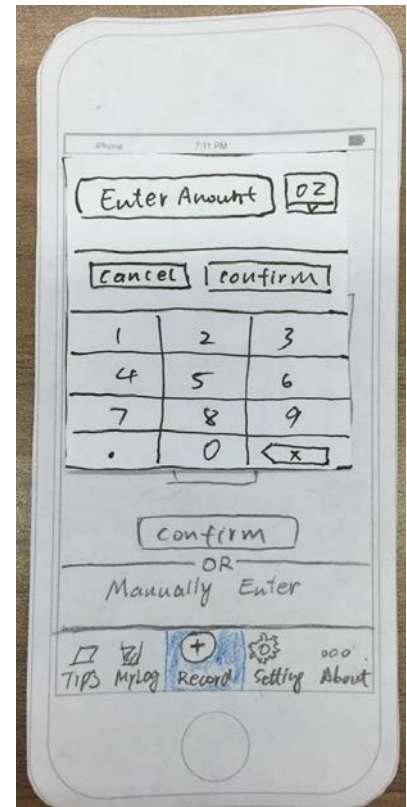 iPhone 7:11 PM
Enter Amount OZ
Cancel Confirm
1 2 3
4 5 6
7 8 9
. 0 x
Confirm
OR
Manually Enter
TIPS MyLog Record Setting About